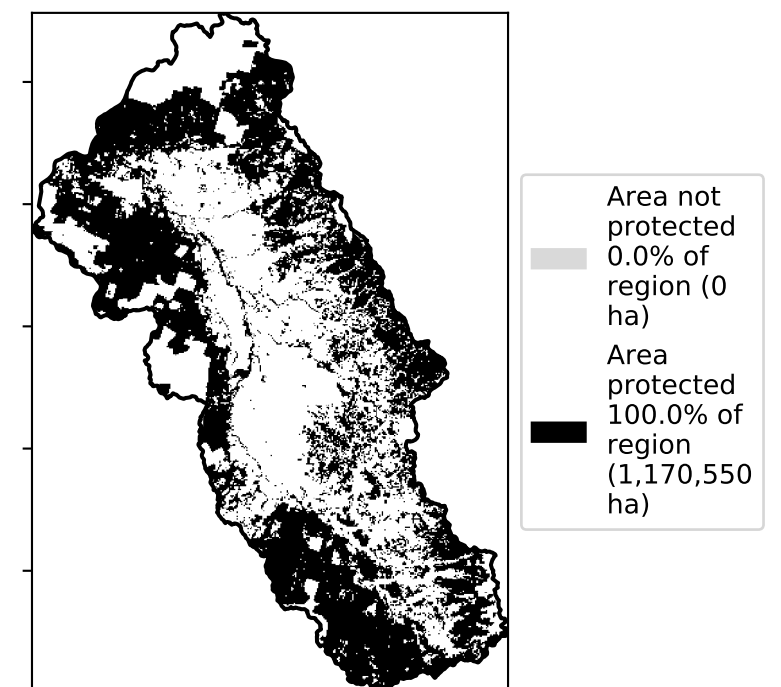 Area not
protected
0.0% of
region (0
ha)
Area
protected
100.0% of
region
(1,170,550
ha)